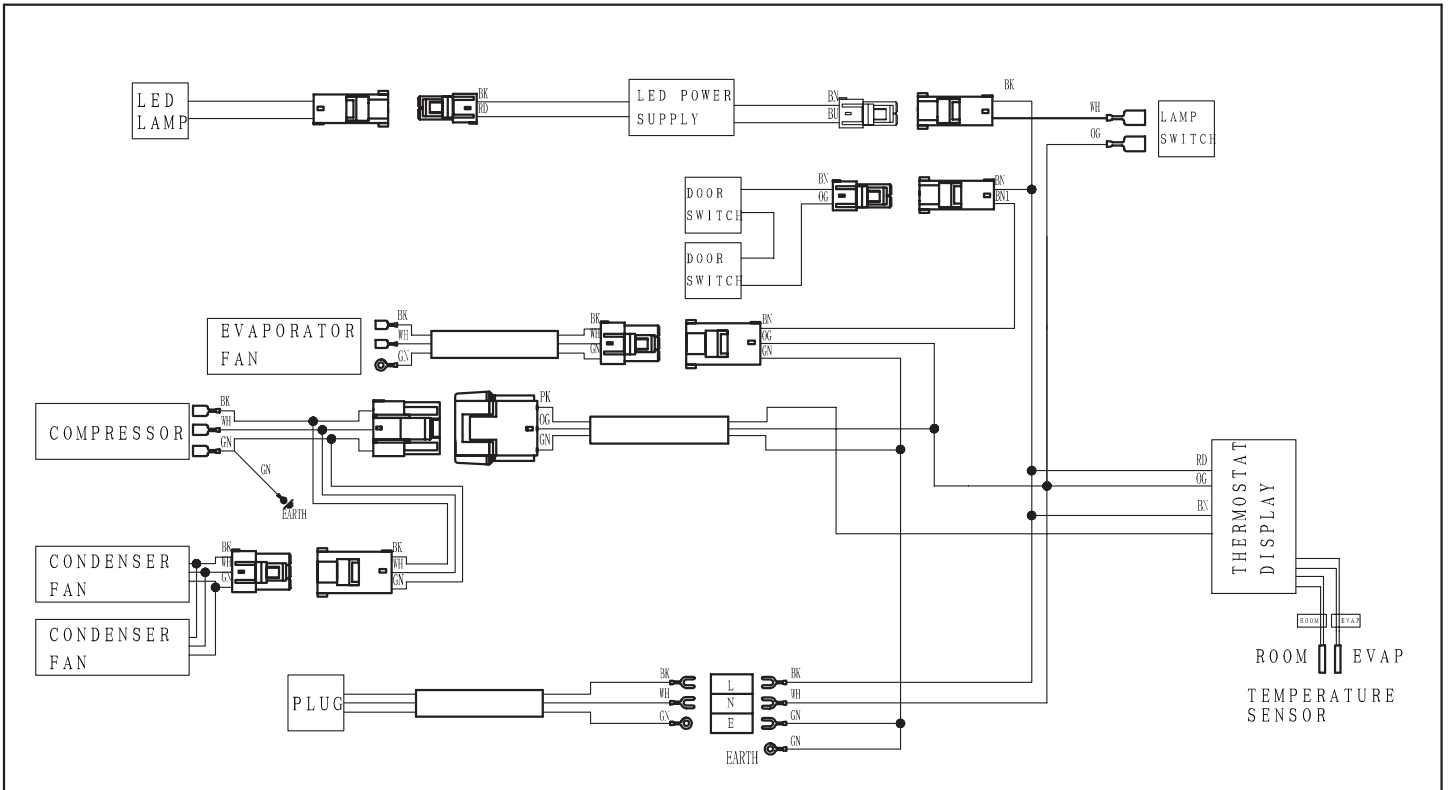 LED
LAMP
BK
RD
LED POWER
SUPPLY
BN
BU
BK
WH
OG
LAMP
SWITCH
DOOR
SWITCH
DOOR
SWITCH
BN
OG
BN
BN1
EVAPORATOR
FAN
BK
WH
GN
BK
WH
GN
BN
OG
GN
COMPRESSOR
BK
WH
GN
GN
EARTH
PK
OG
GN
CONDENSER
FAN
BK
WH
GN
BK
WH
GN
CONDENSER
FAN
RD
OG
BN
THERMOSTAT
DISPLAY
ROOM
EVAP
ROOM
EVAP
TEMPERATURE
SENSOR
PLUG
BK
WH
GN
L
N
E
BK
WH
GN
EARTH
GN